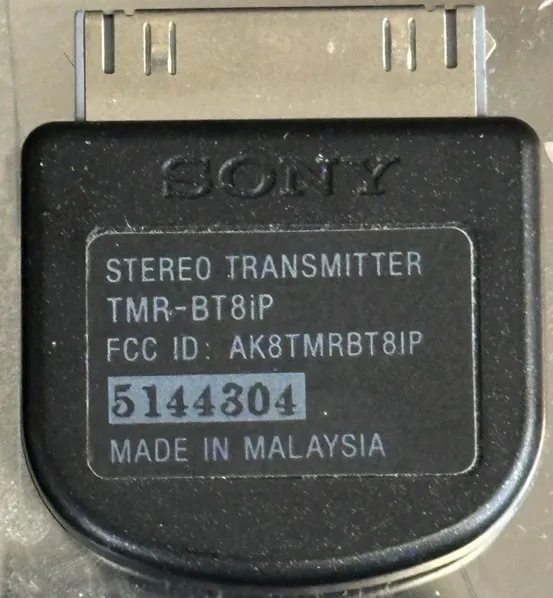 SONY
STEREO TRANSMITTER
TMR-BT8iP
FCC ID: AK8TMRBT8IP
5144304
MADE IN MALAYSIA